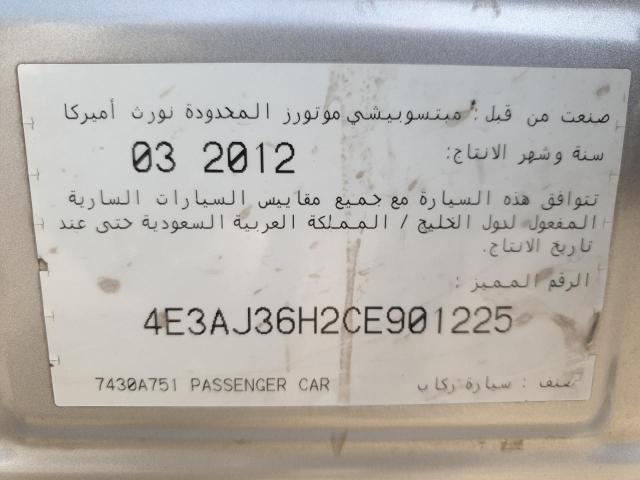 صنعت من قبل: ميتسوبيشي موتورز المحدودة نورث أميركا
سنة وشهر الانتاج:
03 2012
تتوافق هذه السيارة مع جميع مقاييس السيارات السارية
المفعول لدول الخليج / المملكة العربية السعودية حتى عند
تاريخ الانتاج.
الرقم المميز:
4E3AJ36H2CE901225
تصنف: سيارة ركاب
7430A751 PASSENGER CAR